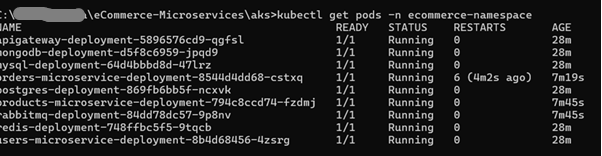 C:\ \eCommerce-Microservices\aks>kubectl get pods -n ecommerce-namespace
NAME READY STATUS RESTARTS AGE
apigateway-deployment-5896576cd9-qgfsl 1/1 Running 0 28m
mongodb-deployment-d5f8c6959-jpqd9 1/1 Running 0 28m
mysql-deployment-64d4bbbd8d-47lrz 1/1 Running 0 28m
orders-microservice-deployment-8544d4dd68-cstxq 1/1 Running 6 (4m2s ago) 7m19s
postgres-deployment-869fb6bb5f-ncxvk 1/1 Running 0 28m
products-microservice-deployment-794c8ccd74-fzdmj 1/1 Running 0 7m45s
rabbitmq-deployment-84dd78dc57-9p8nv 1/1 Running 0 7m45s
redis-deployment-748ffbc5f5-9tqcb 1/1 Running 0 28m
users-microservice-deployment-8b4d68456-4zsrg 1/1 Running 0 28m